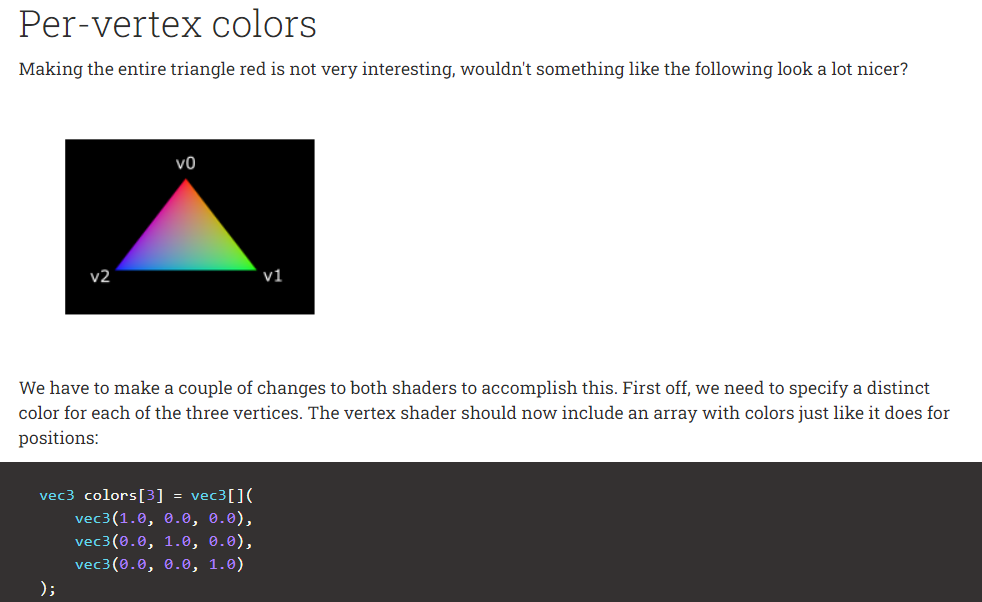 Per-vertex colors
Making the entire triangle red is not very interesting, wouldn't something like the following look a lot nicer?
v0
v2
v1
We have to make a couple of changes to both shaders to accomplish this. First off, we need to specify a distinct
color for each of the three vertices. The vertex shader should now include an array with colors just like it does for
positions:
vec3 colors[3] = vec3[](
    vec3(1.0, 0.0, 0.0),
    vec3(0.0, 1.0, 0.0),
    vec3(0.0, 0.0, 1.0)
);